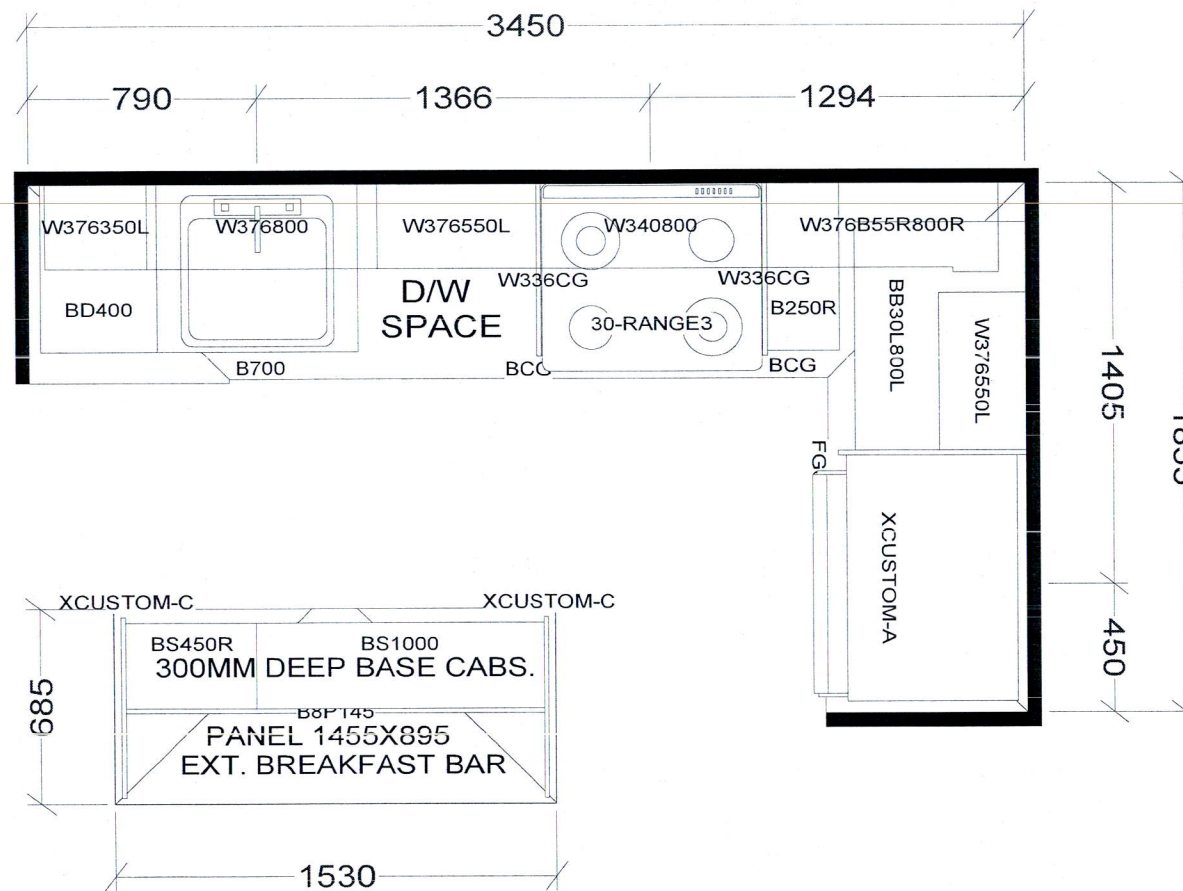 3450
790
1366
1294
W376350L
W376800
W376550L
W340800
W376B55R800R
W336CG
W336CG
BD400
D/W
SPACE
30-RANGE3
B250R
BB30L800L
W376550L
B700
BCG
BCG
1405
FG
XCUSTOM-A
450
XCUSTOM-C
XCUSTOM-C
BS450R
BS1000
300MM DEEP BASE CABS.
685
PANEL 1455X895
EXT. BREAKFAST BAR
1530